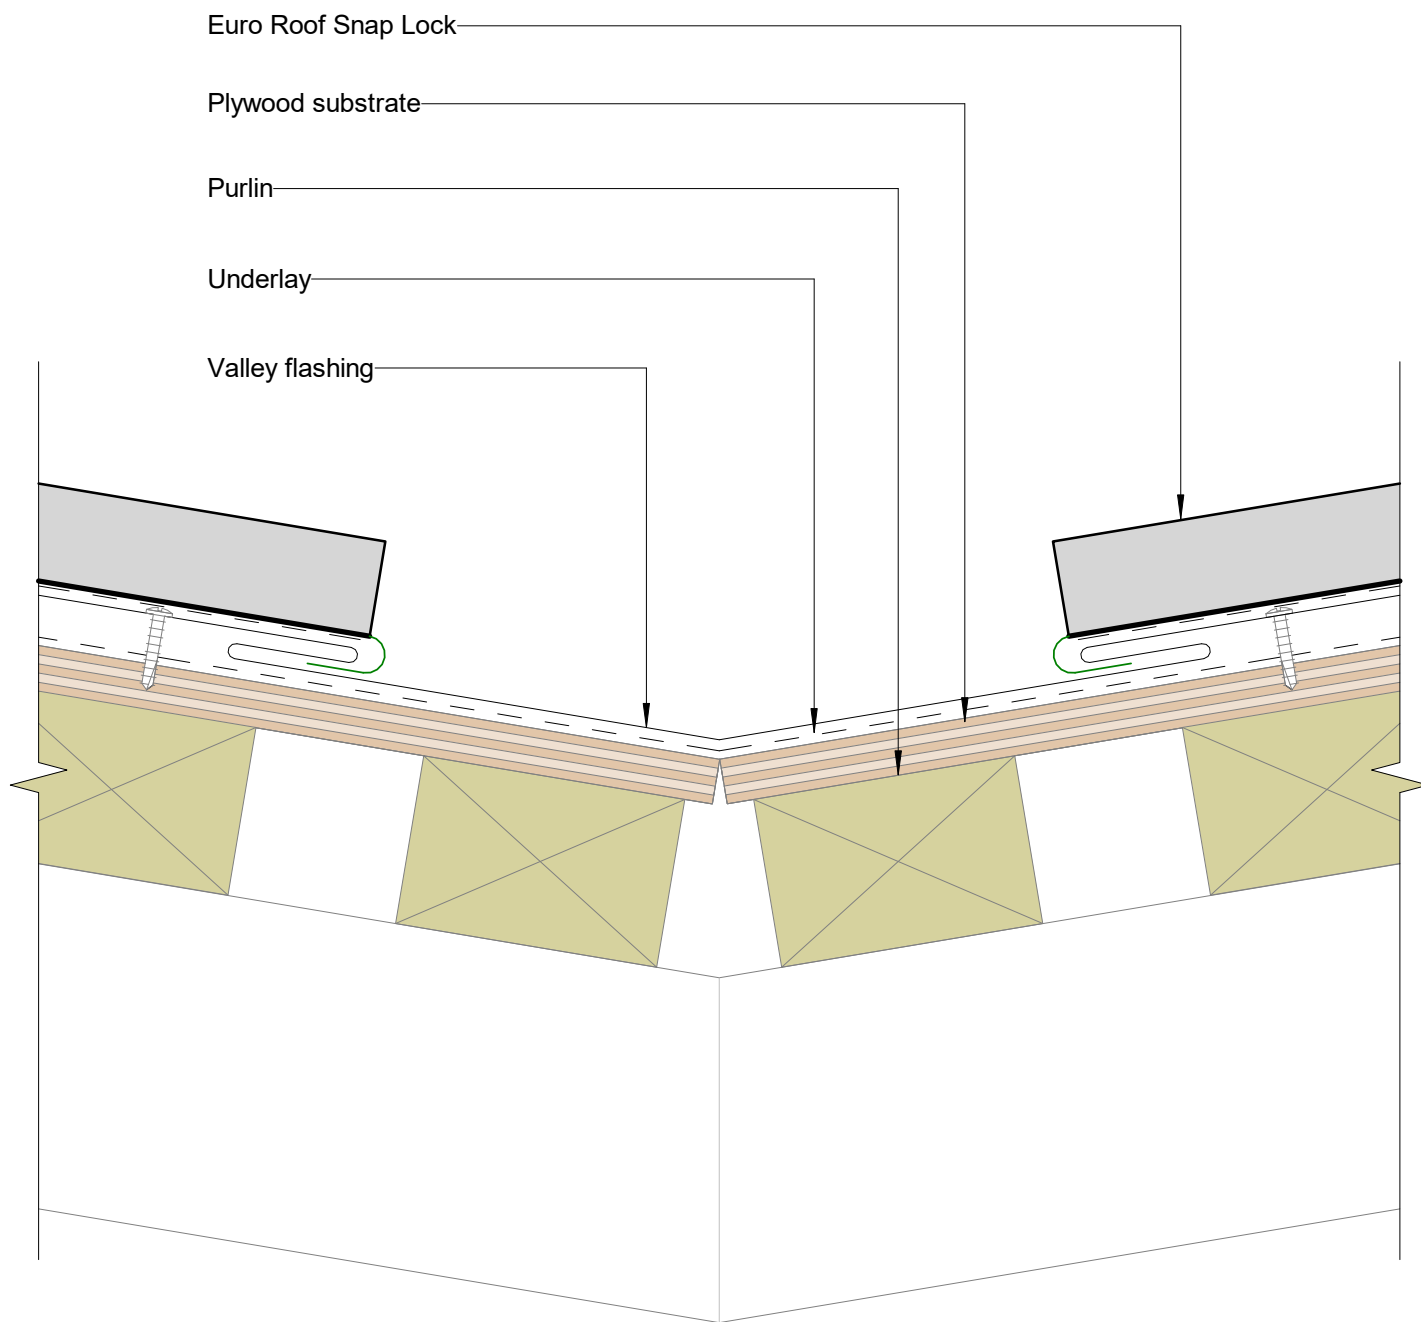 Euro Roof Snap Lock
Plywood substrate
Purlin
Underlay
Valley flashing